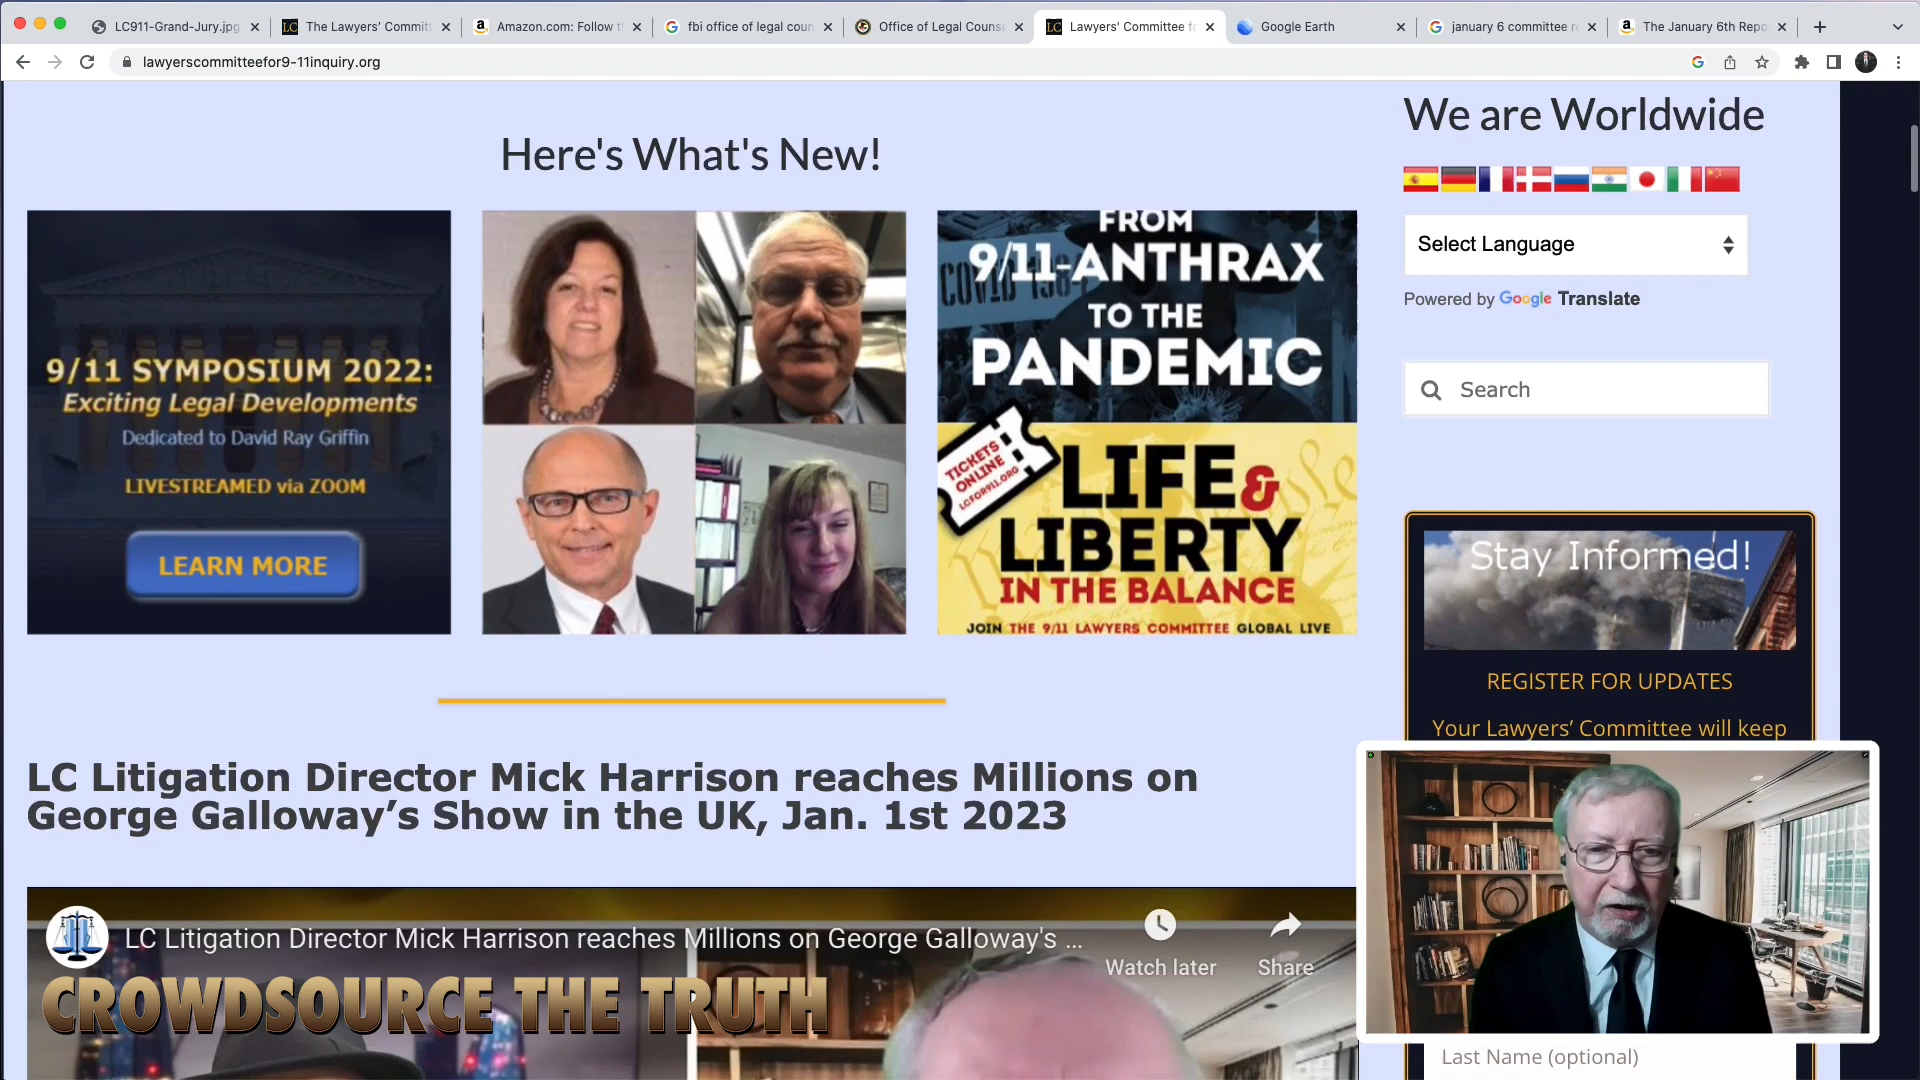 LC911-Grand-Jury.jpg
The Lawyers' Committ
Amazon.com: Follow t
fbi office of legal coun
Office of Legal Counse
Lawyers' Committee fo
Google Earth
january 6 committee re
The January 6th Repo
lawyerscommitteefor9-11inquiry.org
Here's What's New!
9/11 SYMPOSIUM 2022:
Exciting Legal Developments
Dedicated to David Ray Griffin
LIVESTREAMED via ZOOM
LEARN MORE
FROM
9/11-ANTHRAX
TO THE
PANDEMIC
TICKETS
ONLINE
LCFOR911.ORG
LIFE &
LIBERTY
IN THE BALANCE
JOIN THE 9/11 LAWYERS COMMITTEE GLOBAL LIVE
LC Litigation Director Mick Harrison reaches Millions on
George Galloway’s Show in the UK, Jan. 1st 2023
LC Litigation Director Mick Harrison reaches Millions on George Galloway's ...
Watch later
Share
CROWDSOURCE THE TRUTH
We are Worldwide
Select Language
Powered by Google Translate
Search
Stay Informed!
REGISTER FOR UPDATES
Your Lawyers’ Committee will keep
Last Name (optional)